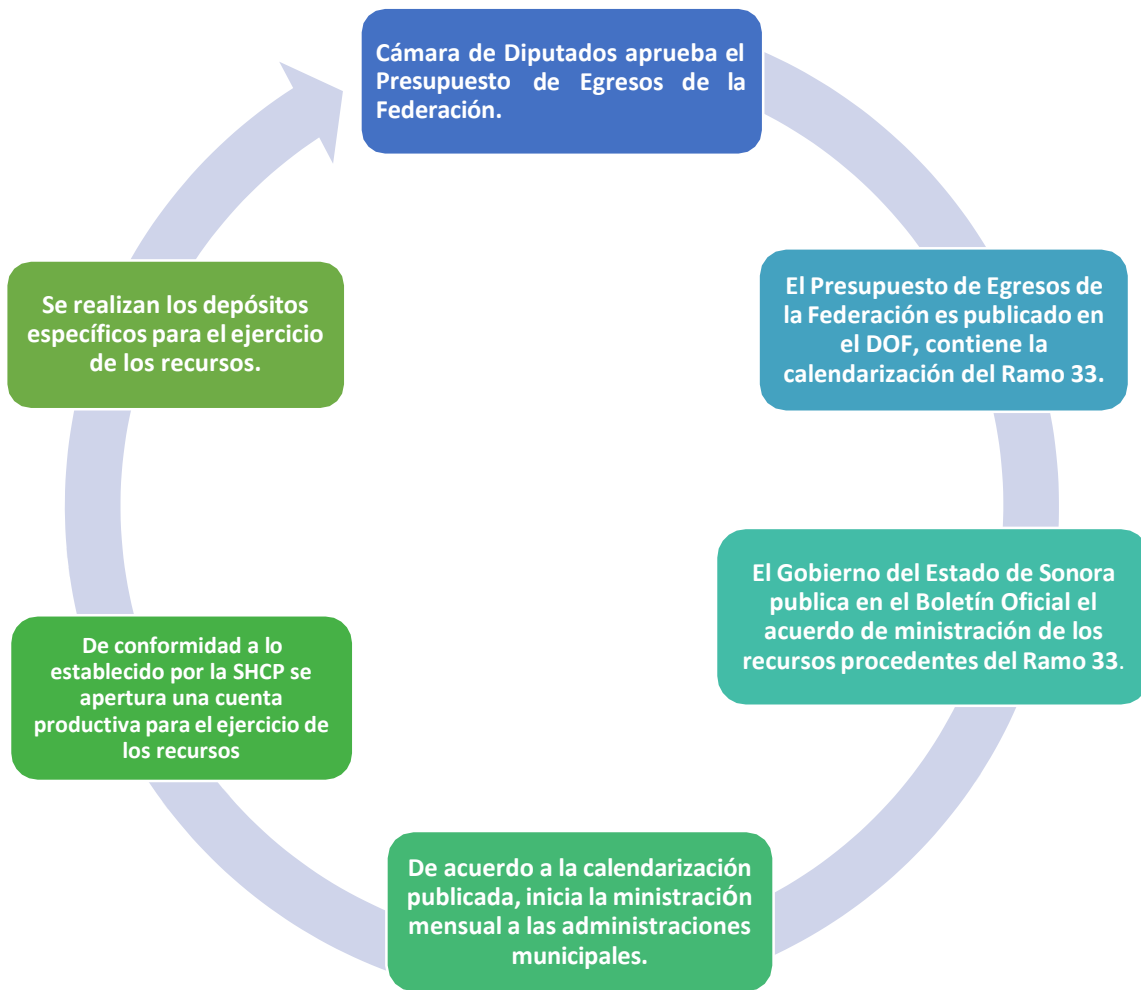 Cámara de Diputados aprueba el
Presupuesto de Egresos de la
Federación.
El Presupuesto de Egresos de
la Federación es publicado en
el DOF, contiene la
calendarización del Ramo 33.
El Gobierno del Estado de Sonora
publica en el Boletín Oficial el
acuerdo de ministración de los
recursos procedentes del Ramo 33.
De acuerdo a la calendarización
publicada, inicia la ministración
mensual a las administraciones
municipales.
De conformidad a lo
establecido por la SHCP se
apertura una cuenta
productiva para el ejercicio de
los recursos
Se realizan los depósitos
específicos para el ejercicio
de los recursos.